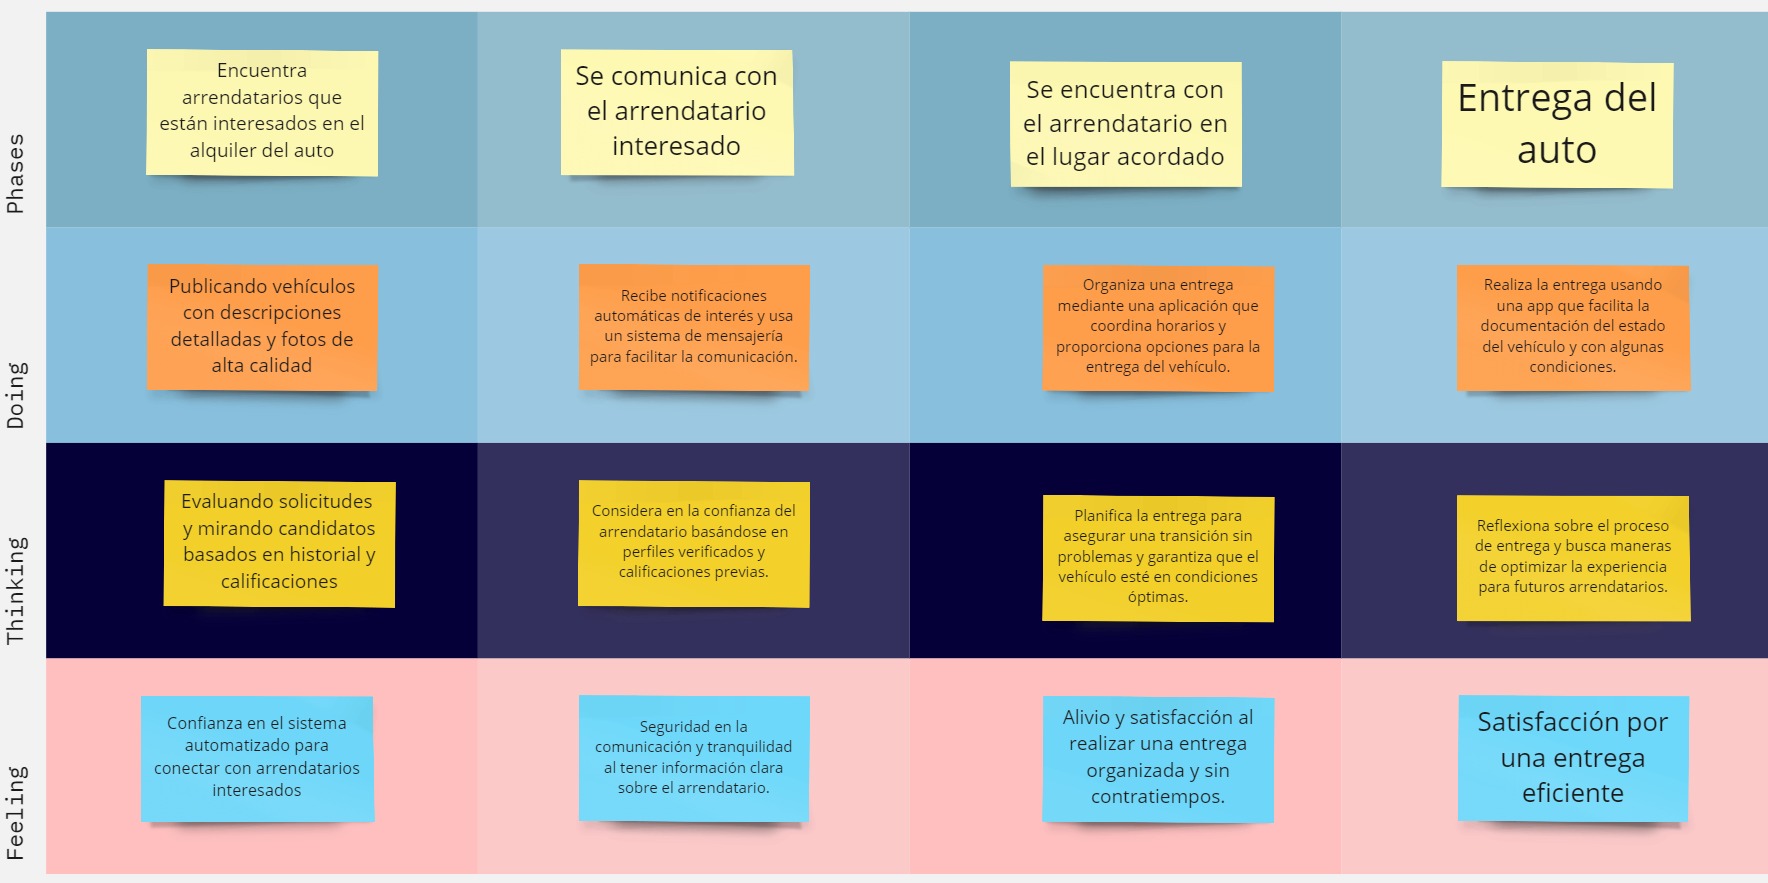 Phases
Encuentra
arrendatarios que
están interesados en el
alquiler del auto
Se comunica con
el arrendatario
interesado
Se encuentra con
el arrendatario en
el lugar acordado
Entrega del
auto
Doing
Publicando vehículos
con descripciones
detalladas y fotos de
alta calidad
Recibe notificaciones
automáticas de interés y usa
un sistema de mensajería
para facilitar la comunicación.
Organiza una entrega
mediante una aplicación que
coordina horarios y
proporciona opciones para la
entrega del vehículo.
Realiza la entrega usando
una app que facilita la
documentación del estado
del vehículo y con algunas
condiciones.
Thinking
Evaluando solicitudes
y mirando candidatos
basados en historial y
calificaciones
Considera en la confianza del
arrendatario basándose en
perfiles verificados y
calificaciones previas.
Planifica la entrega para
asegurar una transición sin
problemas y garantiza que el
vehículo esté en condiciones
óptimas.
Reflexiona sobre el proceso
de entrega y busca maneras
de optimizar la experiencia
para futuros arrendatarios.
Feeling
Confianza en el sistema
automatizado para
conectar con arrendatarios
interesados
Seguridad en la
comunicación y tranquilidad
al tener información clara
sobre el arrendatario.
Alivio y satisfacción al
realizar una entrega
organizada y sin
contratiempos.
Satisfacción por
una entrega
eficiente